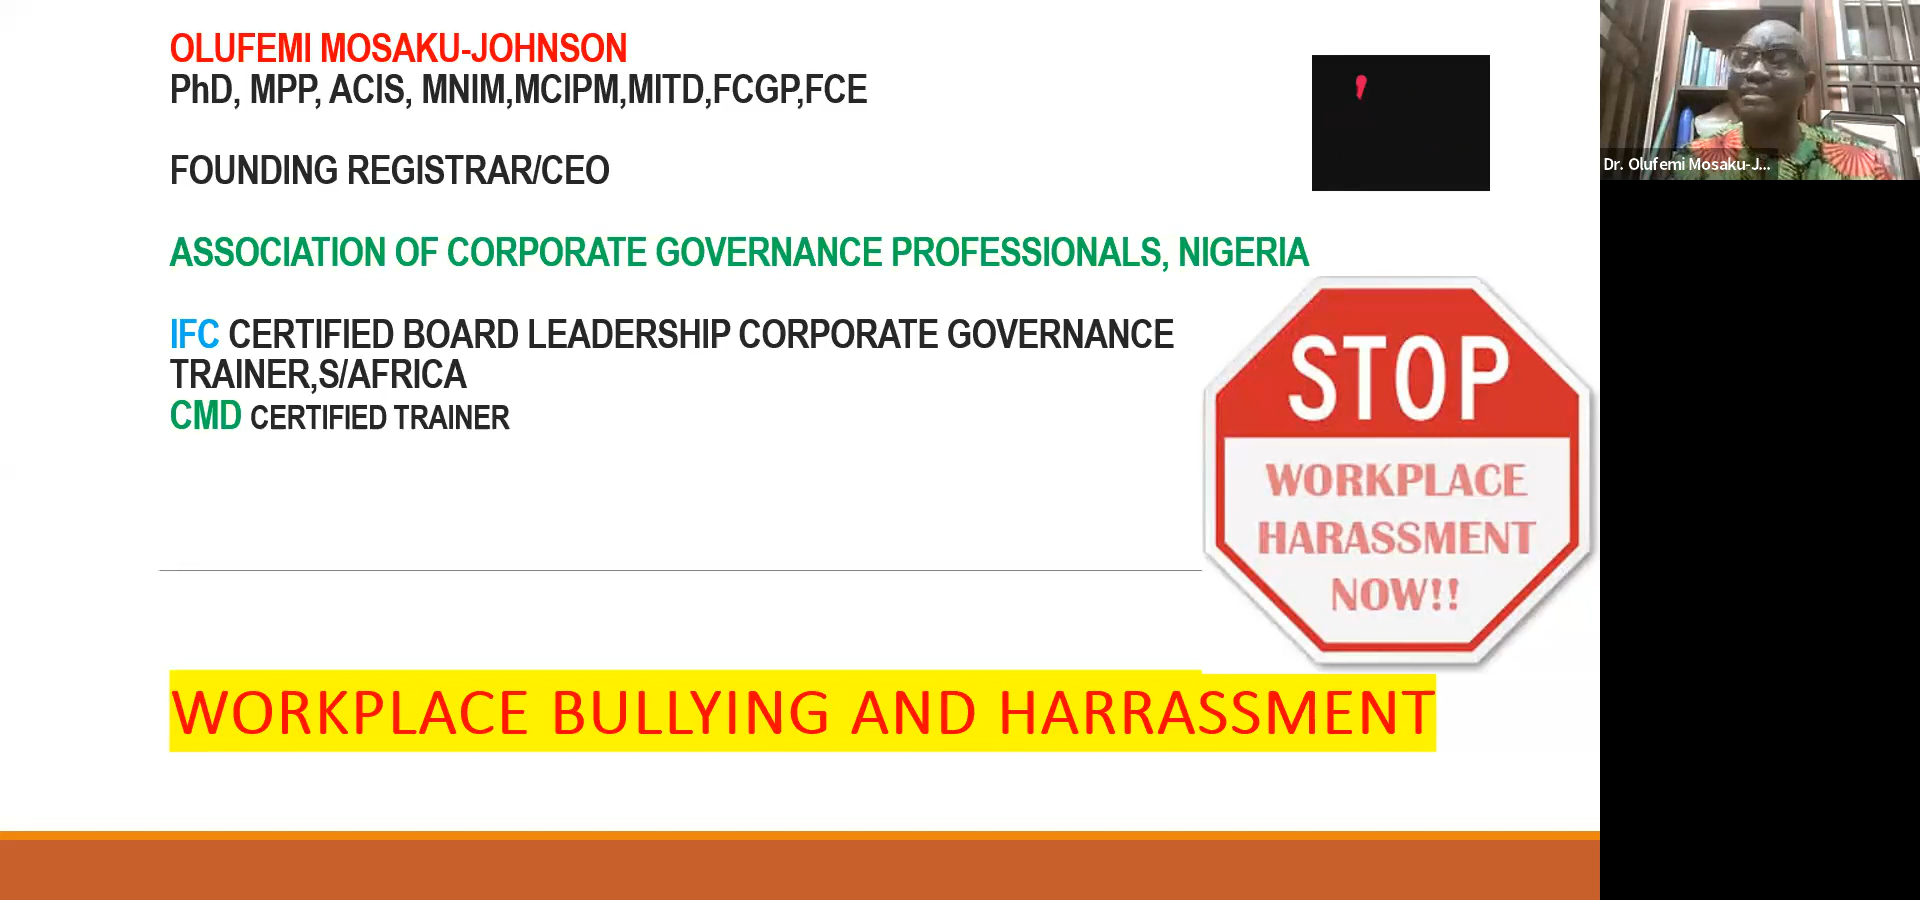 OLUFEMI MOSAKU-JOHNSON
PhD, MPP, ACIS, MNIM,MCIPM,MITD,FCGP,FCE
FOUNDING REGISTRAR/CEO
ASSOCIATION OF CORPORATE GOVERNANCE PROFESSIONALS, NIGERIA
IFC CERTIFIED BOARD LEADERSHIP CORPORATE GOVERNANCE
TRAINER,S/AFRICA
CMD CERTIFIED TRAINER
STOP
WORKPLACE
HARASSMENT
NOW!!
WORKPLACE BULLYING AND HARRASSMENT
Dr. Olufemi Mosaku-J...